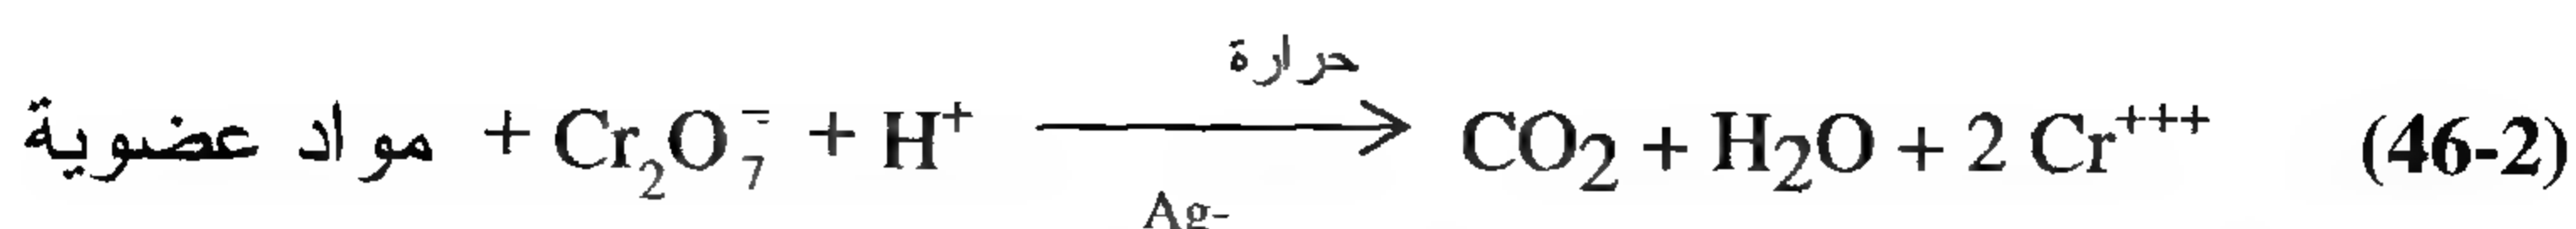 حرارة
مواد عضوية + Cr₂O₇⁼ + H⁺ ⟶ CO₂ + H₂O + 2 Cr⁺⁺⁺ (46-2)
Ag-